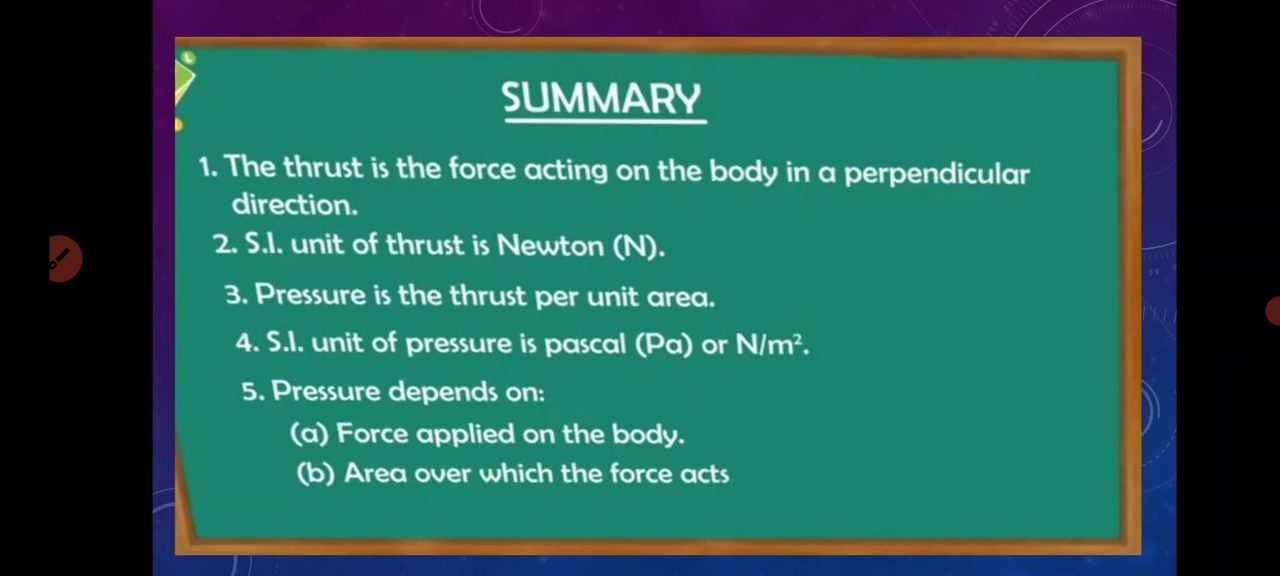 SUMMARY
1. The thrust is the force acting on the body in a perpendicular
direction.
2. S.I. unit of thrust is Newton (N).
3. Pressure is the thrust per unit area.
4. S.I. unit of pressure is pascal (Pa) or N/m².
5. Pressure depends on:
(a) Force applied on the body.
(b) Area over which the force acts